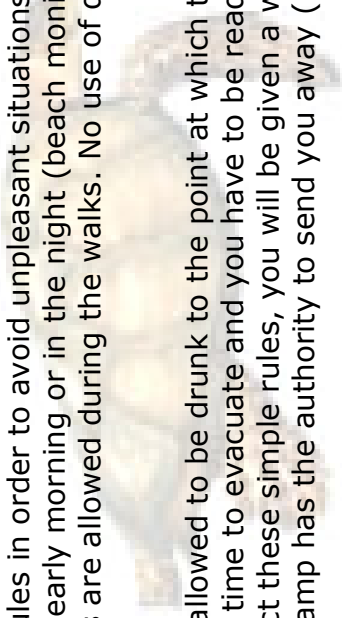 ules in order to avoid unpleasant situations
early morning or in the night (beach moni
s are allowed during the walks. No use of
allowed to be drunk to the point at which t
time to evacuate and you have to be read
ct these simple rules, you will be given a
amp has the authority to send you away (